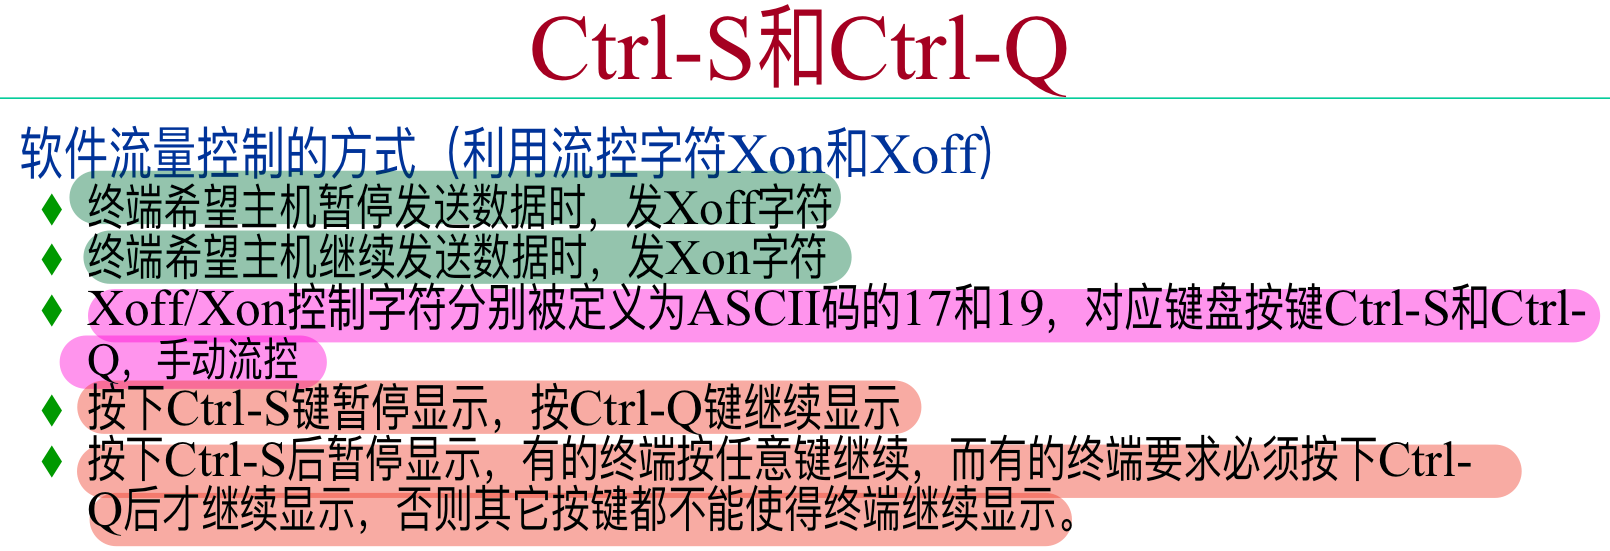 Ctrl-S和Ctrl-Q
软件流量控制的方式（利用流控字符Xon和Xoff）
终端希望主机暂停发送数据时，发Xoff字符
终端希望主机继续发送数据时，发Xon字符
Xoff/Xon控制字符分别被定义为ASCII码的17和19，对应键盘按键Ctrl-S和Ctrl-
Q，手动流控
按下Ctrl-S键暂停显示，按Ctrl-Q键继续显示
按下Ctrl-S后暂停显示，有的终端按任意键继续，而有的终端要求必须按下Ctrl-
Q后才继续显示，否则其它按键都不能使得终端继续显示。